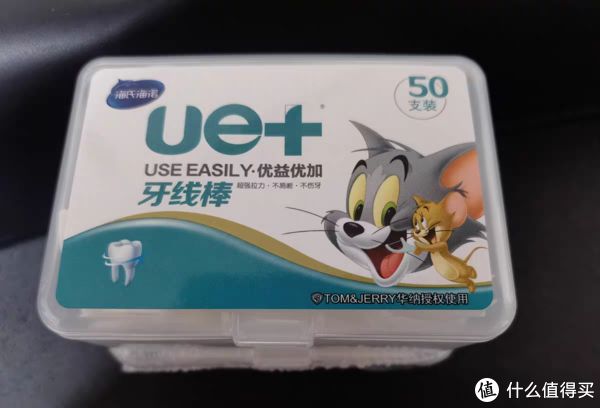 海氏海诺
50
支装
ue+
®
USE EASILY·优益优加
牙线棒
超强拉力·不易断·不伤牙
TOM&JERRY华纳授权使用
值 什么值得买